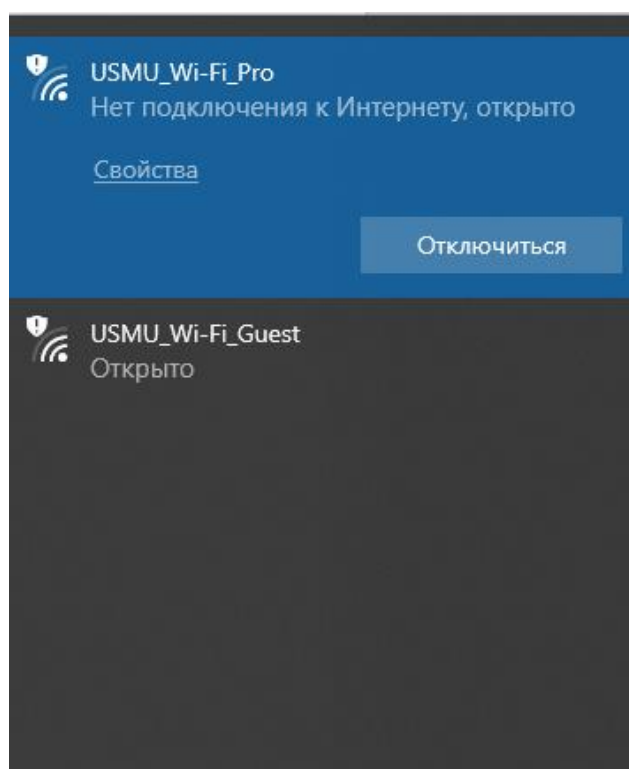 USMU_Wi-Fi_Pro
Нет подключения к Интернету, открыто
Свойства
Отключиться
USMU_Wi-Fi_Guest
Открыто